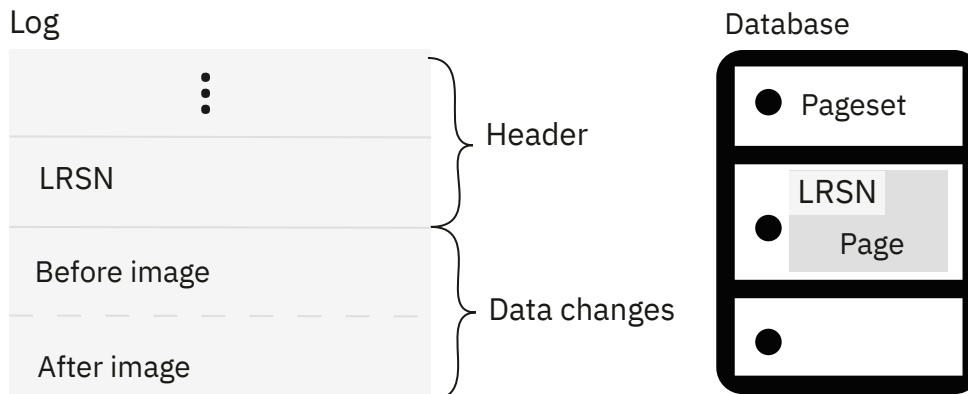 Log
Header
LRSN
Before image
Data changes
After image
Database
Pageset
LRSN
Page